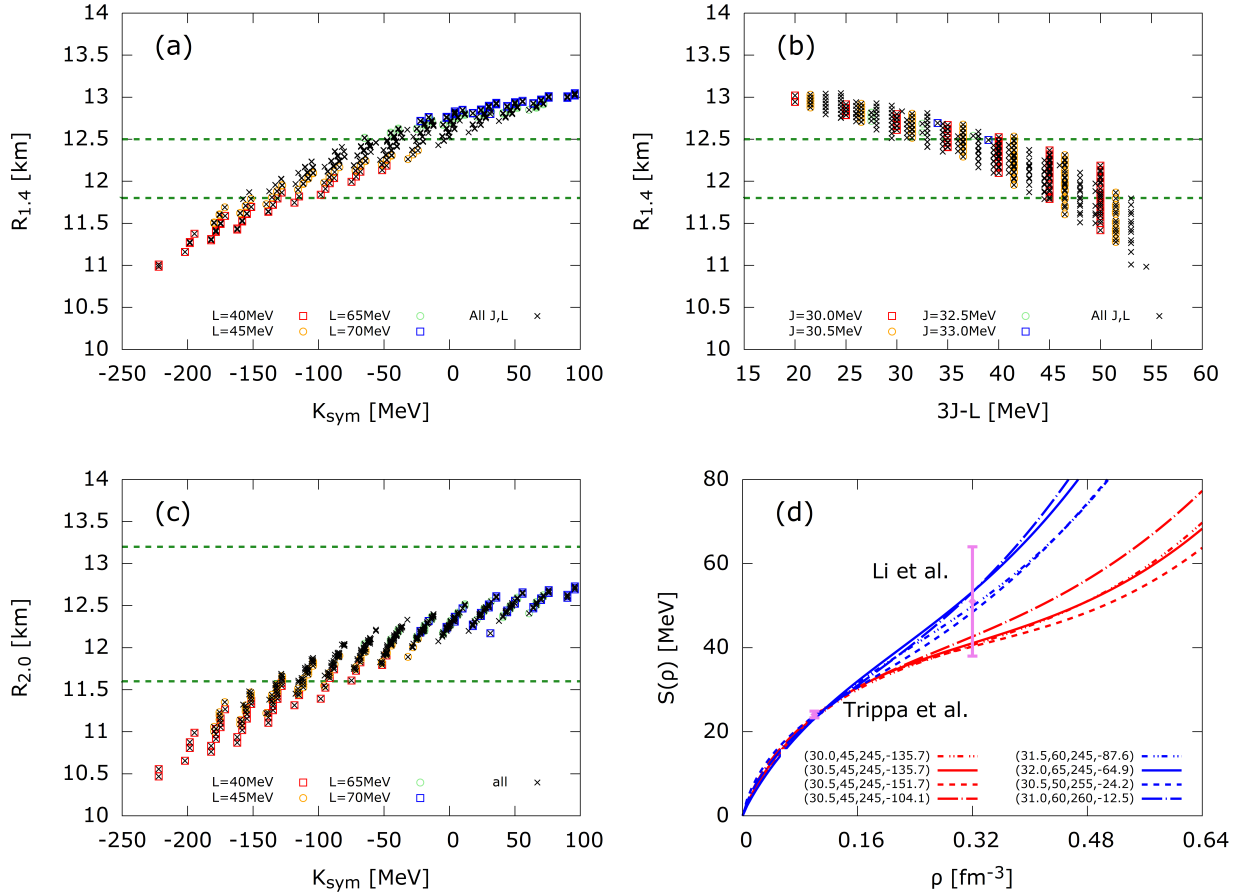 (a)
14
13
12
11
10
R1.4 [km]
L=40MeV L=65MeV All J,L
L=45MeV L=70MeV
-250 -200 -150 -100 -50 0 50 100
Ksym [MeV]
(b)
14
13.5
13
12.5
12
11.5
11
10.5
10
R1.4 [km]
J=30.0MeV J=32.5MeV All J,L
J=30.5MeV J=33.0MeV
15 20 25 30 35 40 45 50 55 60
3J-L [MeV]
(c)
14
13.5
13
12.5
12
11.5
11
10.5
10
R2.0 [km]
L=40MeV L=65MeV all
L=45MeV L=70MeV
-250 -200 -150 -100 -50 0 50 100
Ksym [MeV]
(d)
80
60
40
20
0
S(ρ) [MeV]
Li et al.
Trippa et al.
(30.0,45,245,-135.7) (31.5,60,245,-87.6)
(30.5,45,245,-135.7) (32.0,65,245,-64.9)
(30.5,45,245,-151.7) (30.5,50,255,-24.2)
(30.5,45,245,-104.1) (31.0,60,260,-12.5)
0 0.16 0.32 0.48 0.64
ρ [fm-3]